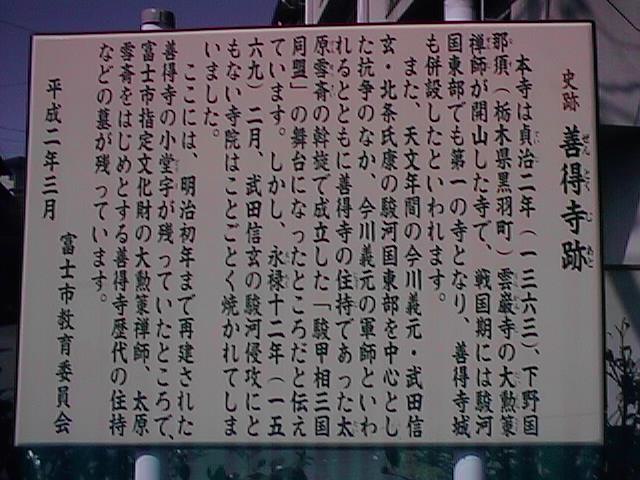 史跡 善得寺跡
ぜん とく じ あと
本寺は貞治二年（一三六三）、下野国
那須（栃木県黒羽町）雲巌寺の大勲策
禅師が開山した寺で、戦国期には駿河
国東部でも第一の寺となり、善得寺城
も併設したといわれます。
また、天文年間の今川義元・武田信
玄・北条氏康の駿河国東部を中心とし
た抗争のなか、今川義元の軍師といわ
れるとともに善得寺の住持であった太
原雪斎の斡旋で成立した「駿甲相三国
同盟」の舞台になったところだと伝え
ています。しかし、永禄十二年（一五
六九）二月、武田信玄の駿河侵攻にと
もない寺院はことごとく焼かれてしま
いました。
ここには、明治初年まで再建された
善得寺の小堂宇が残っていたところで、
富士市指定文化財の大勲策禅師、太原
雪斎をはじめとする善得寺歴代の住持
などの墓が残っています。
平成二年三月
富士市教育委員会